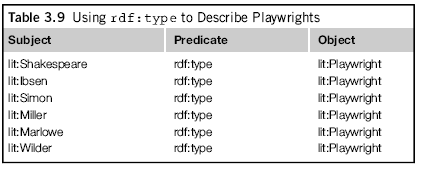 Table 3.9 Using rdf:type to Describe Playwrights
Subject Predicate Object
lit:Shakespeare rdf:type lit:Playwright
lit:Ibsen rdf:type lit:Playwright
lit:Simon rdf:type lit:Playwright
lit:Miller rdf:type lit:Playwright
lit:Marlowe rdf:type lit:Playwright
lit:Wilder rdf:type lit:Playwright